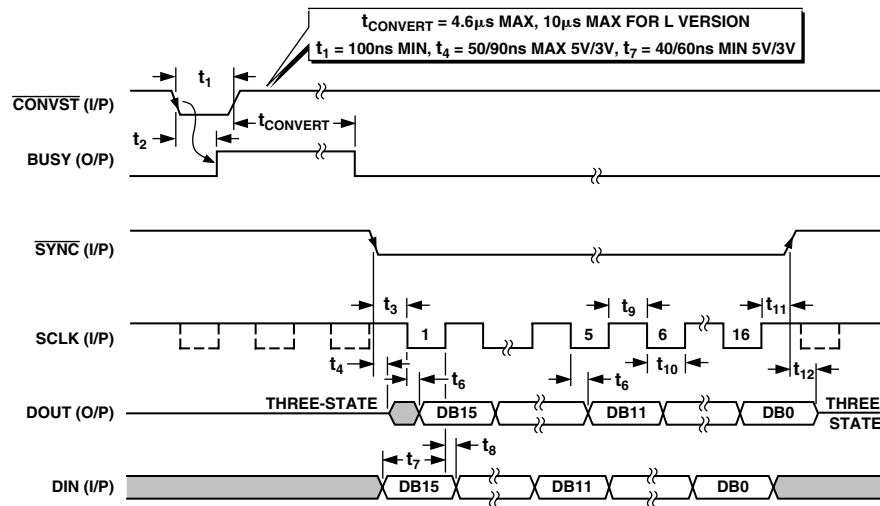 tCONVERT = 4.6μs MAX, 10μs MAX FOR L VERSION
t1 = 100ns MIN, t4 = 50/90ns MAX 5V/3V, t7 = 40/60ns MIN 5V/3V
t1
CONVST (I/P)
tCONVERT
t2
BUSY (O/P)
SYNC (I/P)
t3
t9
t11
SCLK (I/P)
1
5
6
16
t4
t6
t6
t10
t12
DOUT (O/P)
THREE-STATE
DB15
DB11
DB0
THREE
STATE
t7
t8
DIN (I/P)
DB15
DB11
DB0